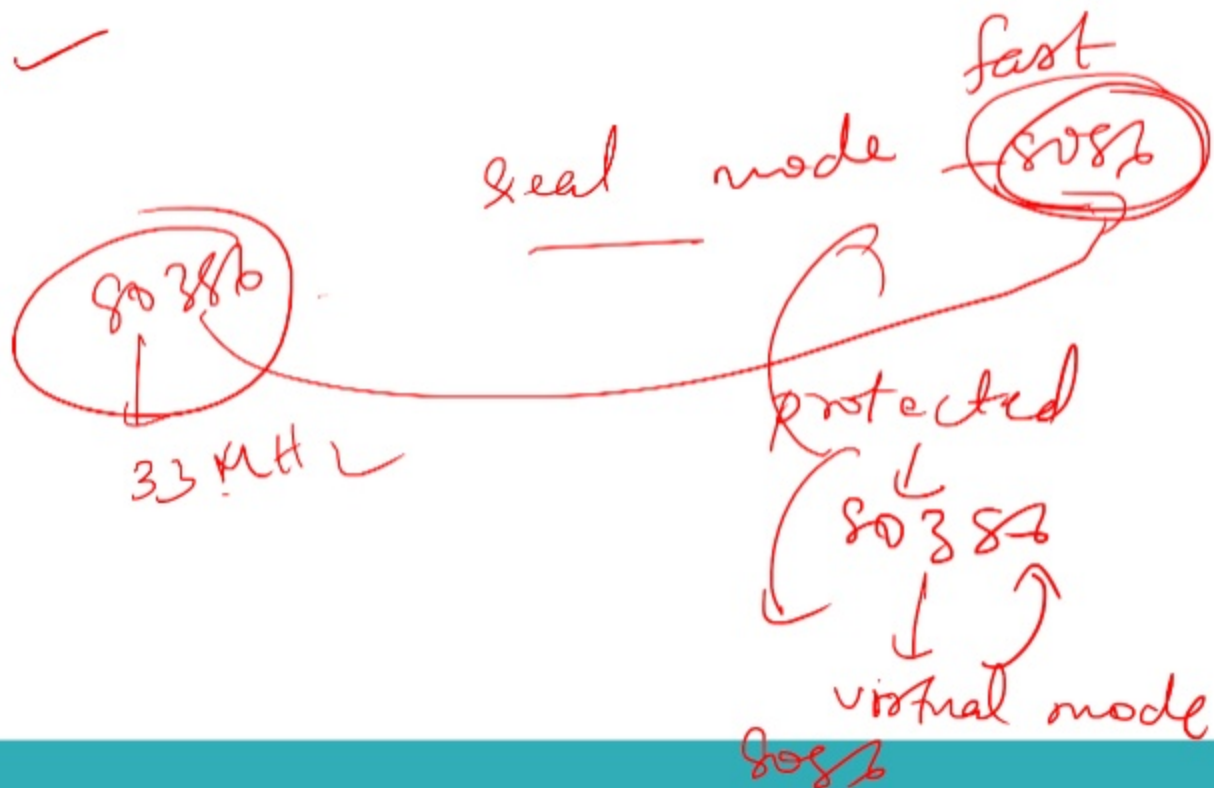 fast
real mode - 8086
80386
33 MHz
protected
80386
virtual mode
8086